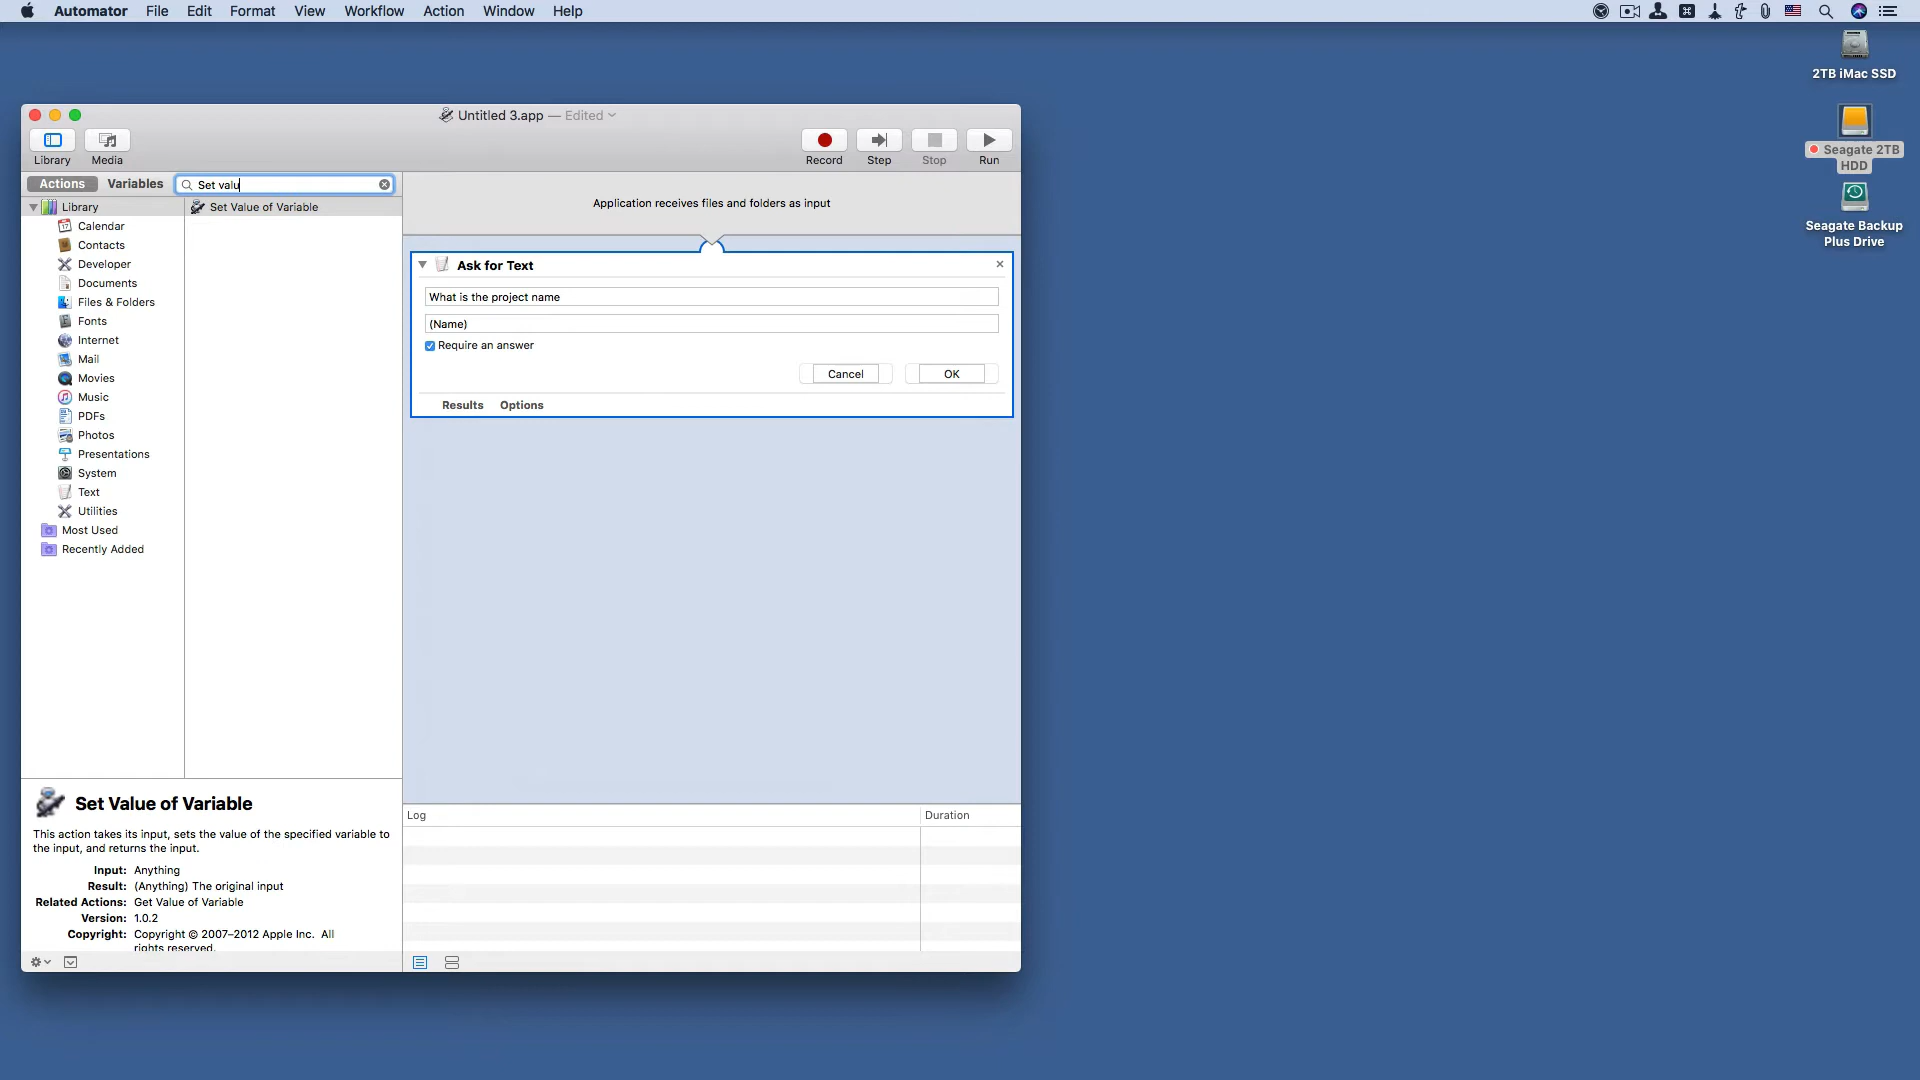 Automator File Edit Format View Workflow Action Window Help
2TB iMac SSD
Seagate 2TB
HDD
Seagate Backup
Plus Drive
Untitled 3.app — Edited
Library
Media
Record
Step
Stop
Run
Actions
Variables
Set valu
Library
Calendar
Contacts
Developer
Documents
Files & Folders
Fonts
Internet
Mail
Movies
Music
PDFs
Photos
Presentations
System
Text
Utilities
Most Used
Recently Added
Set Value of Variable
Application receives files and folders as input
Ask for Text
What is the project name
(Name)
Require an answer
Cancel
OK
Results
Options
Set Value of Variable
This action takes its input, sets the value of the specified variable to
the input, and returns the input.
Input: Anything
Result: (Anything) The original input
Related Actions: Get Value of Variable
Version: 1.0.2
Copyright: Copyright © 2007–2012 Apple Inc. All
rights reserved.
Log
Duration